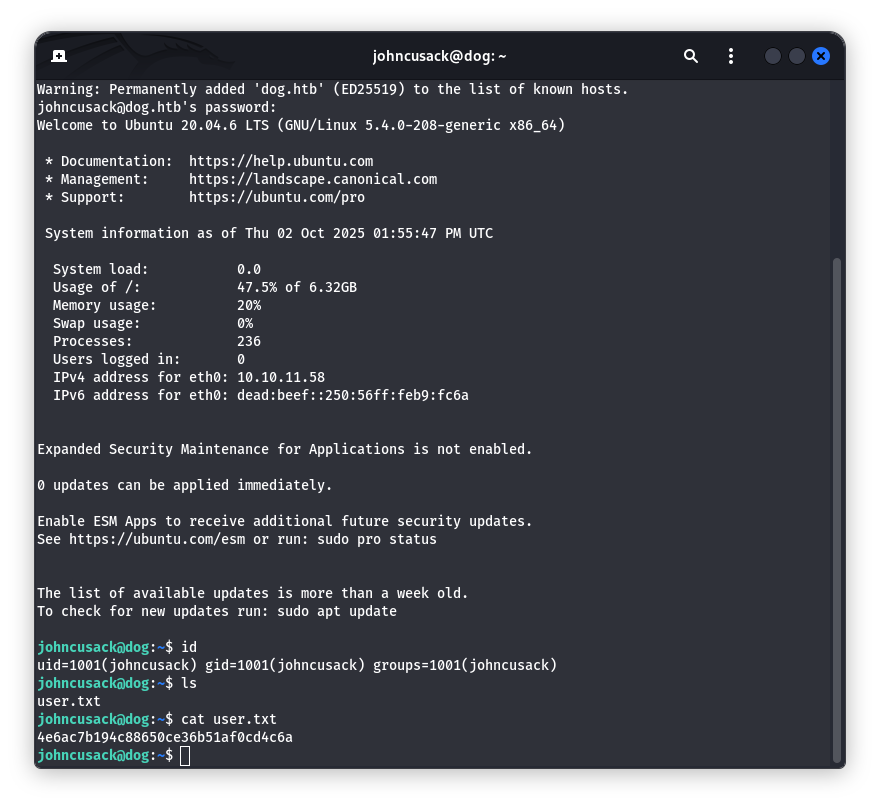 johncusack@dog: ~
Warning: Permanently added 'dog.htb' (ED25519) to the list of known hosts.
johncusack@dog.htb's password:
Welcome to Ubuntu 20.04.6 LTS (GNU/Linux 5.4.0-208-generic x86_64)
* Documentation:  https://help.ubuntu.com
* Management:     https://landscape.canonical.com
* Support:        https://ubuntu.com/pro
System information as of Thu 02 Oct 2025 01:55:47 PM UTC
System load:           0.0
Usage of /:            47.5% of 6.32GB
Memory usage:          20%
Swap usage:            0%
Processes:             236
Users logged in:       0
IPv4 address for eth0: 10.10.11.58
IPv6 address for eth0: dead:beef::250:56ff:feb9:fc6a
Expanded Security Maintenance for Applications is not enabled.
0 updates can be applied immediately.
Enable ESM Apps to receive additional future security updates.
See https://ubuntu.com/esm or run: sudo pro status
The list of available updates is more than a week old.
To check for new updates run: sudo apt update
johncusack@dog:~$ id
uid=1001(johncusack) gid=1001(johncusack) groups=1001(johncusack)
johncusack@dog:~$ ls
user.txt
johncusack@dog:~$ cat user.txt
4e6ac7b194c88650ce36b51af0cd4c6a
johncusack@dog:~$